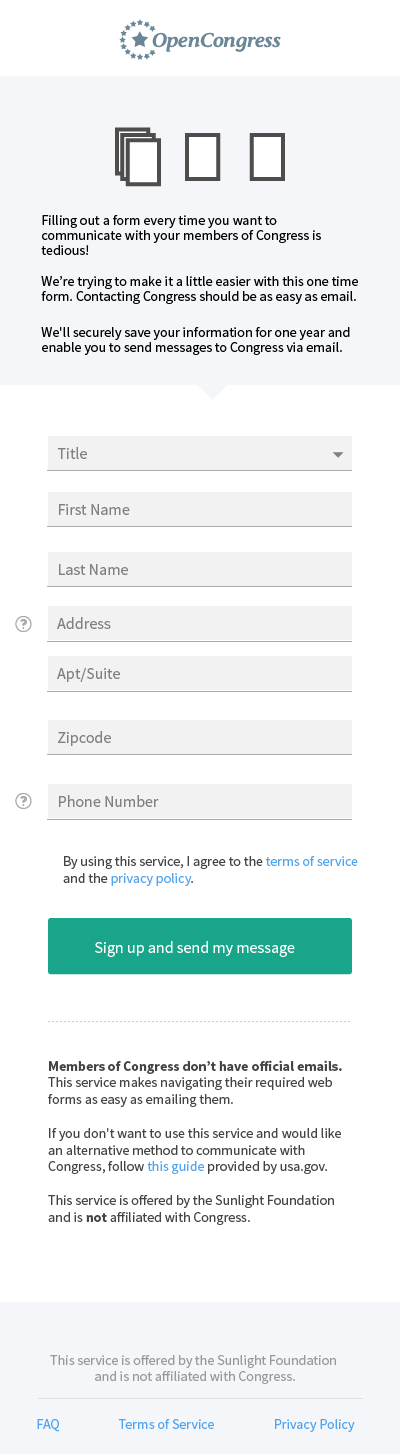 OpenCongress
Filling out a form every time you want to
communicate with your members of Congress is
tedious!
We’re trying to make it a little easier with this one time
form. Contacting Congress should be as easy as email.
We'll securely save your information for one year and
enable you to send messages to Congress via email.
Title
First Name
Last Name
? Address
Apt/Suite
Zipcode
? Phone Number
By using this service, I agree to the terms of service
and the privacy policy.
Sign up and send my message
Members of Congress don’t have official emails.
This service makes navigating their required web
forms as easy as emailing them.
If you don't want to use this service and would like
an alternative method to communicate with
Congress, follow this guide provided by usa.gov.
This service is offered by the Sunlight Foundation
and is not affiliated with Congress.
This service is offered by the Sunlight Foundation
and is not affiliated with Congress.
FAQ Terms of Service Privacy Policy